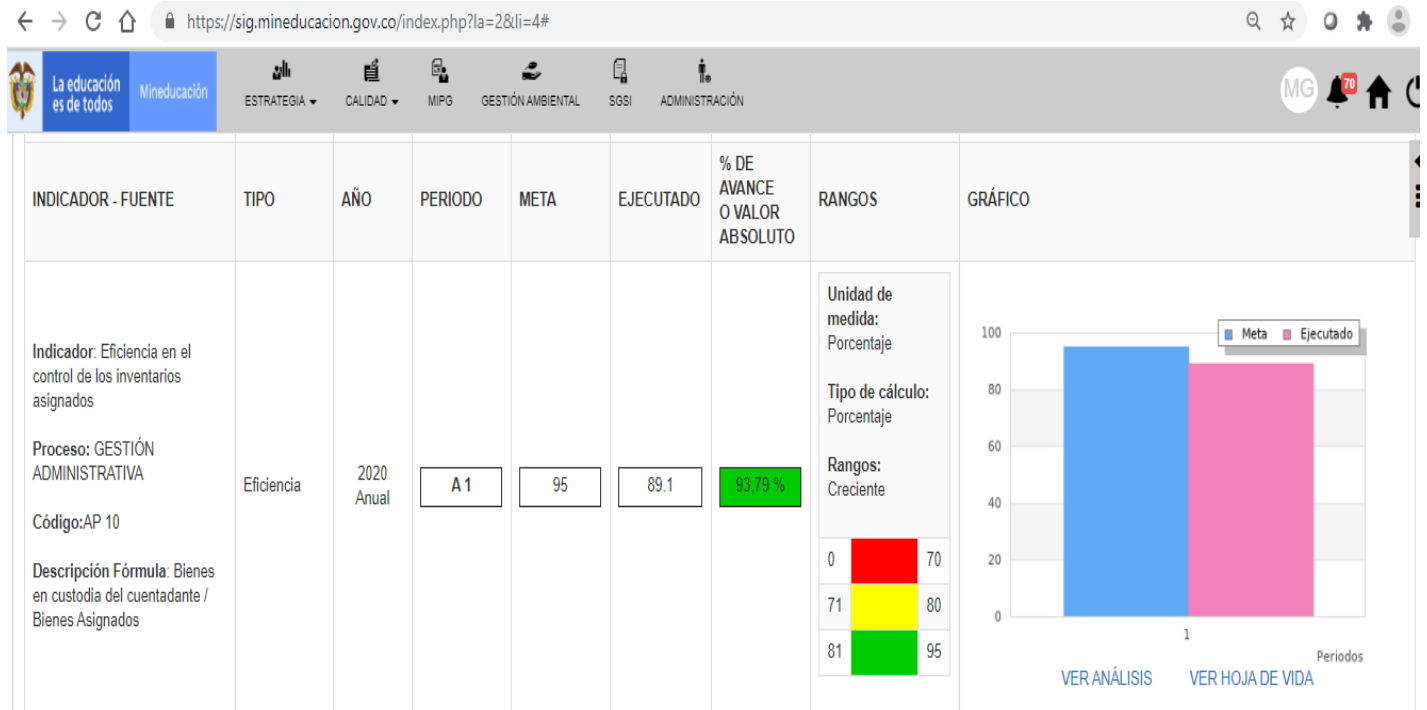 https://sig.mineducacion.gov.co/index.php?la=2&li=4#
La educación
es de todos
Mineducación
ESTRATEGIA
CALIDAD
MIPG
GESTIÓN AMBIENTAL
SGSI
ADMINISTRACIÓN
MG
70
INDICADOR - FUENTE
TIPO
AÑO
PERIODO
META
EJECUTADO
% DE
AVANCE
O VALOR
ABSOLUTO
RANGOS
GRÁFICO
Indicador: Eficiencia en el
control de los inventarios
asignados
Proceso: GESTIÓN
ADMINISTRATIVA
Código:AP 10
Descripción Fórmula: Bienes
en custodia del cuentadante /
Bienes Asignados
Eficiencia
2020
Anual
A 1
95
89.1
93,79 %
Unidad de
medida:
Porcentaje
Tipo de cálculo:
Porcentaje
Rangos:
Creciente
0 70
71 80
81 95
Meta Ejecutado
100
80
60
40
20
0
1
Periodos
VER ANÁLISIS VER HOJA DE VIDA